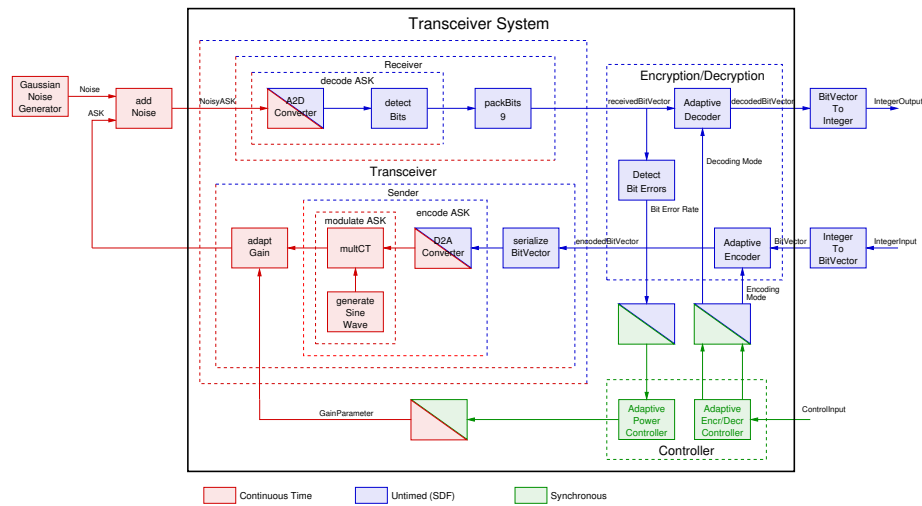 Transceiver System
Receiver
decode ASK
Encryption/Decryption
Gaussian
Noise
Generator
Noise
ASK
add
Noise
NoisyASK
A2D
Converter
detect
Bits
packBits
9
receivedBitVector
Adaptive
Decoder
decodedBitVector
BitVector
To
Integer
IntegerOutput
Decoding Mode
Detect
Bit Errors
Bit Error Rate
Transceiver
Sender
encode ASK
modulate ASK
adapt
Gain
multCT
D2A
Converter
serialize
BitVector
encodedBitVector
Adaptive
Encoder
BitVector
Integer
To
BitVector
IntegerInput
generate
Sine
Wave
Encoding
Mode
GainParameter
Adaptive
Power
Controller
Adaptive
Encr/Decr
Controller
ControlInput
Controller
Continuous Time
Untimed (SDF)
Synchronous